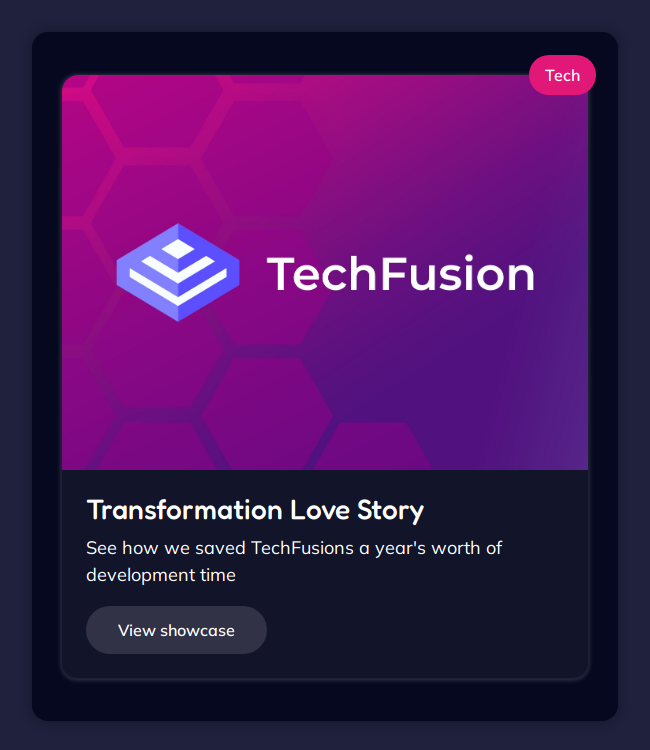 Tech
TechFusion
Transformation Love Story
See how we saved TechFusions a year's worth of
development time
View showcase